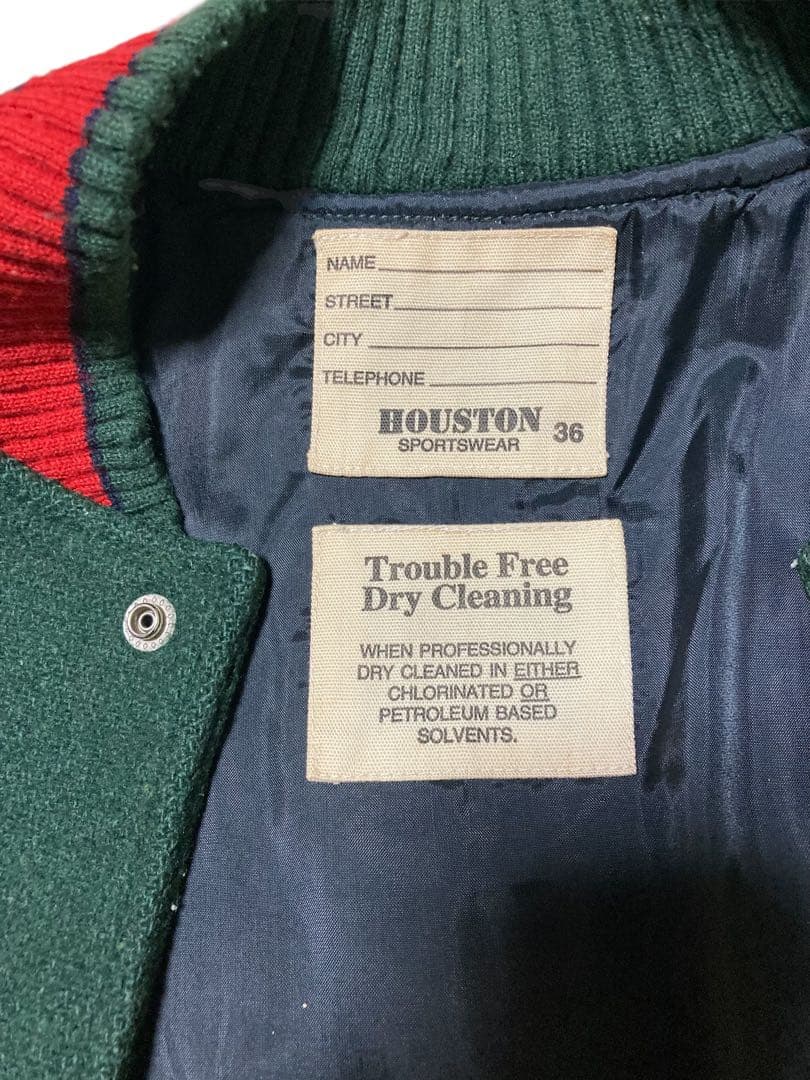 NAME
STREET
CITY
TELEPHONE
HOUSTON 36
SPORTSWEAR
Trouble Free
Dry Cleaning
WHEN PROFESSIONALLY
DRY CLEANED IN EITHER
CHLORINATED OR
PETROLEUM BASED
SOLVENTS.